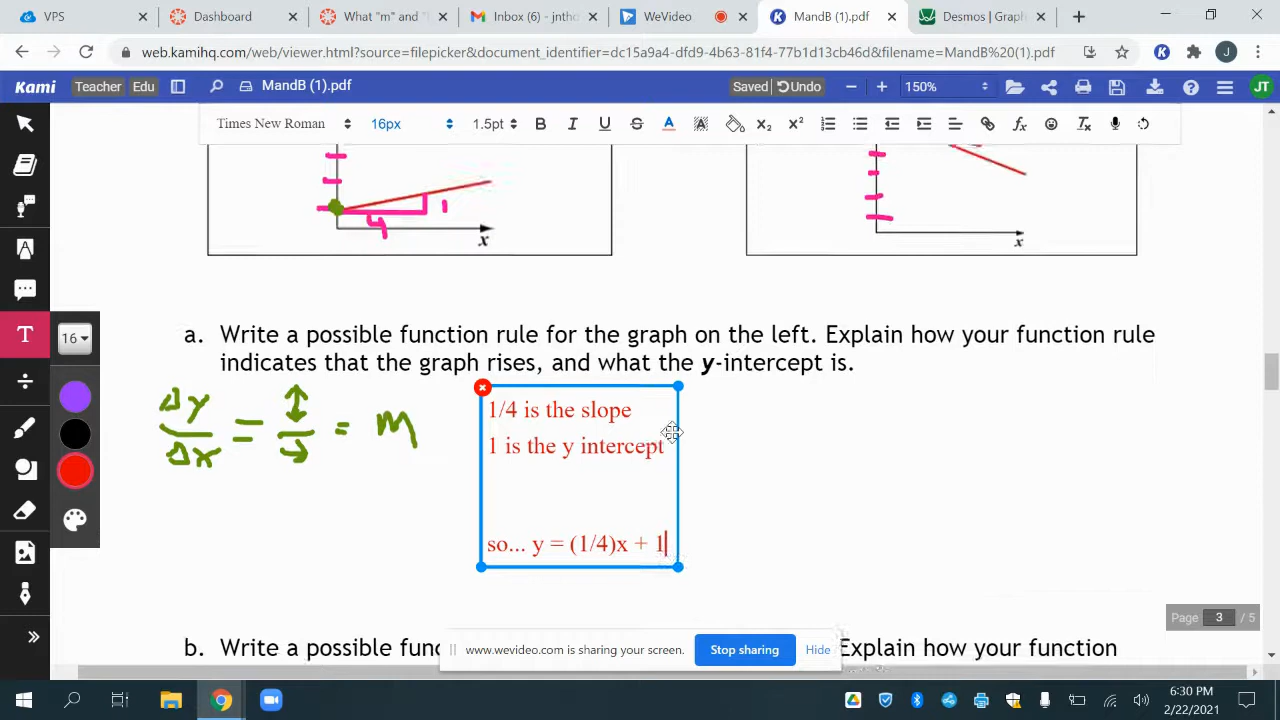 VPS
Dashboard
What "m" and "
Inbox (6) - jntho
WeVideo
MandB (1).pdf
Desmos | Graph
web.kamihq.com/web/viewer.html?source=filepicker&document_identifier=dc15a9a4-dfd9-4b63-81f4-77b1d13cb46d&filename=MandB%20(1).pdf
J
Kami Teacher Edu MandB (1).pdf Saved Undo 150% JT
Times New Roman 16px 1.5pt
1
4
x
x
a. Write a possible function rule for the graph on the left. Explain how your function rule
indicates that the graph rises, and what the y-intercept is.
Δy/Δx = ↕/→ = m
1/4 is the slope
1 is the y intercept
so... y = (1/4)x + 1
16
T
Page 3 / 5
b. Write a possible func
Explain how your function
www.wevideo.com is sharing your screen. Stop sharing Hide
6:30 PM
2/22/2021